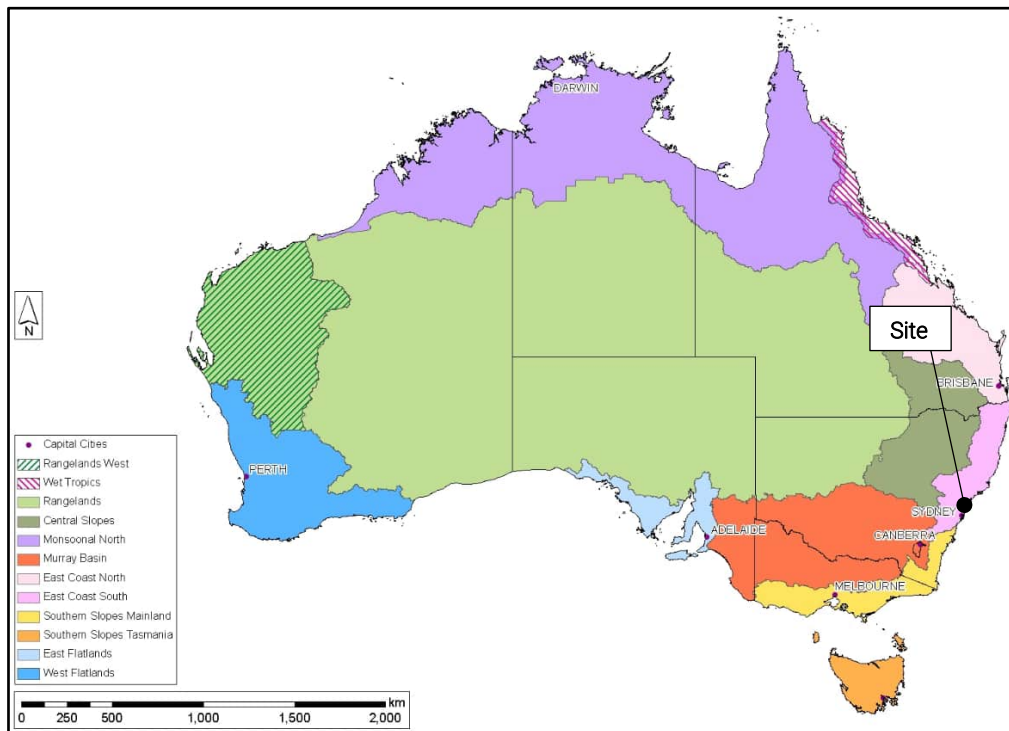 DARWIN
Site
BRISBANE
PERTH
SYDNEY
ADELAIDE
CANBERRA
MELBOURNE
N
Capital Cities
Rangelands West
Wet Tropics
Rangelands
Central Slopes
Monsoonal North
Murray Basin
East Coast North
East Coast South
Southern Slopes Mainland
Southern Slopes Tasmania
East Flatlands
West Flatlands
km
0 250 500 1,000 1,500 2,000